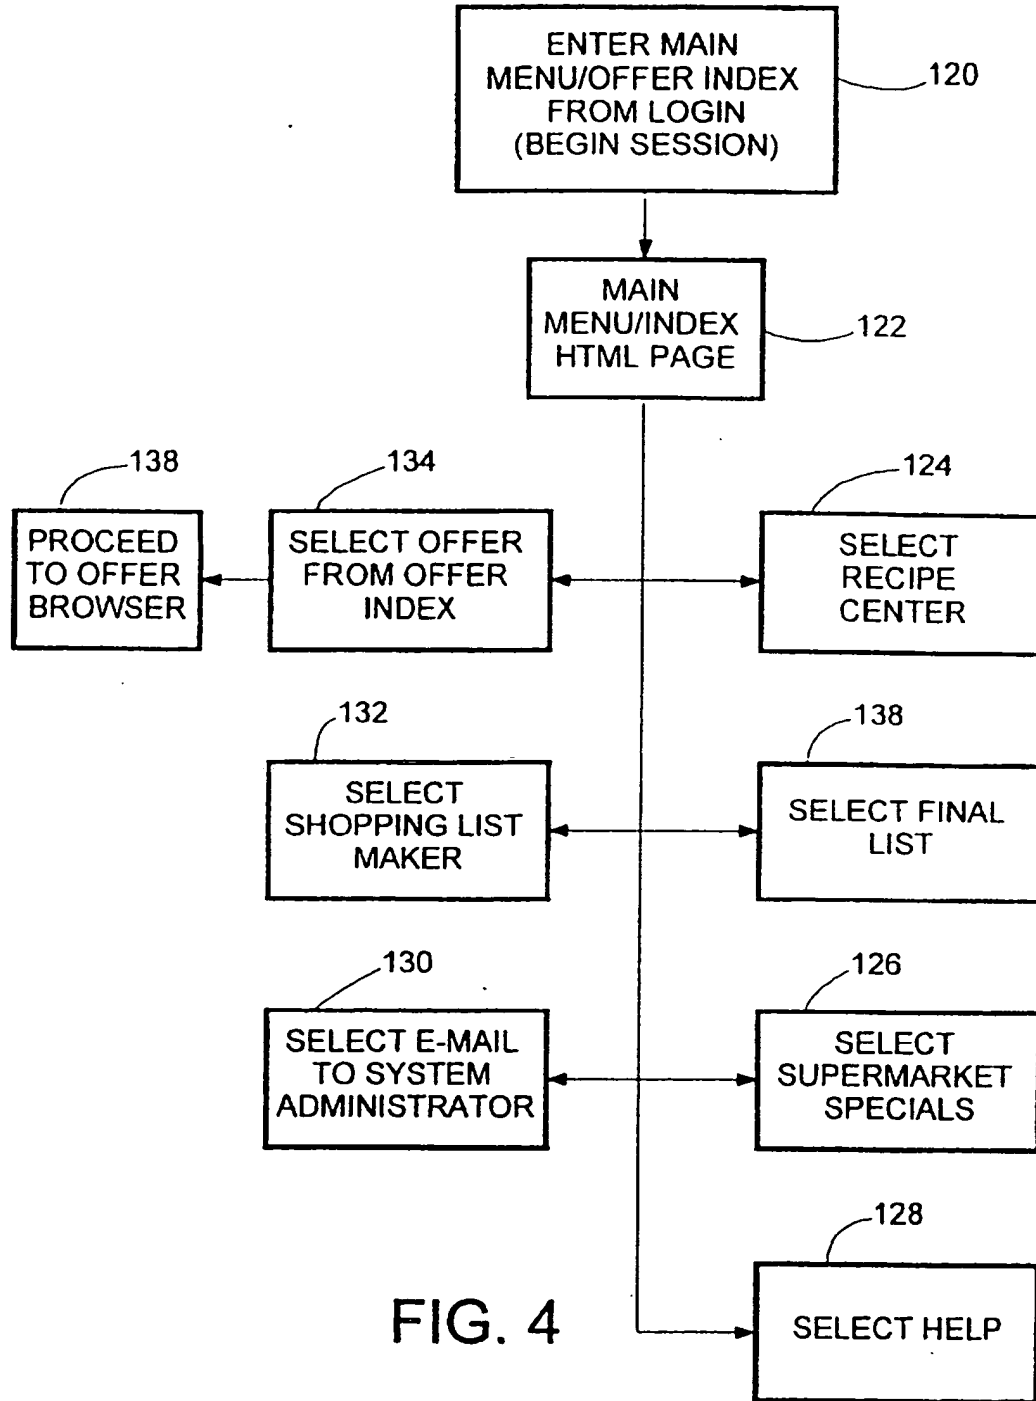 ENTER MAIN
MENU/OFFER INDEX
FROM LOGIN
(BEGIN SESSION)
120
MAIN
MENU/INDEX
HTML PAGE
122
138
PROCEED
TO OFFER
BROWSER
134
SELECT OFFER
FROM OFFER
INDEX
124
SELECT
RECIPE
CENTER
132
SELECT
SHOPPING LIST
MAKER
138
SELECT FINAL
LIST
130
SELECT E-MAIL
TO SYSTEM
ADMINISTRATOR
126
SELECT
SUPERMARKET
SPECIALS
128
SELECT HELP
FIG. 4